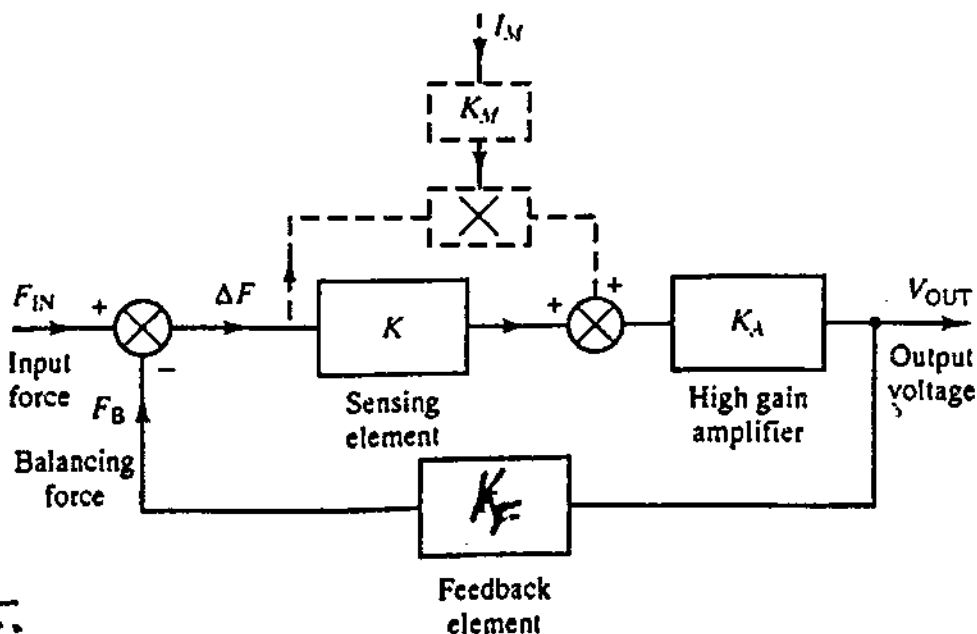 I_M
K_M
F_IN
+
ΔF
K
+
+
K_A
V_OUT
Input
force
−
F_B
Sensing
element
High gain
amplifier
Output
voltage
Balancing
force
K_F
Feedback
element